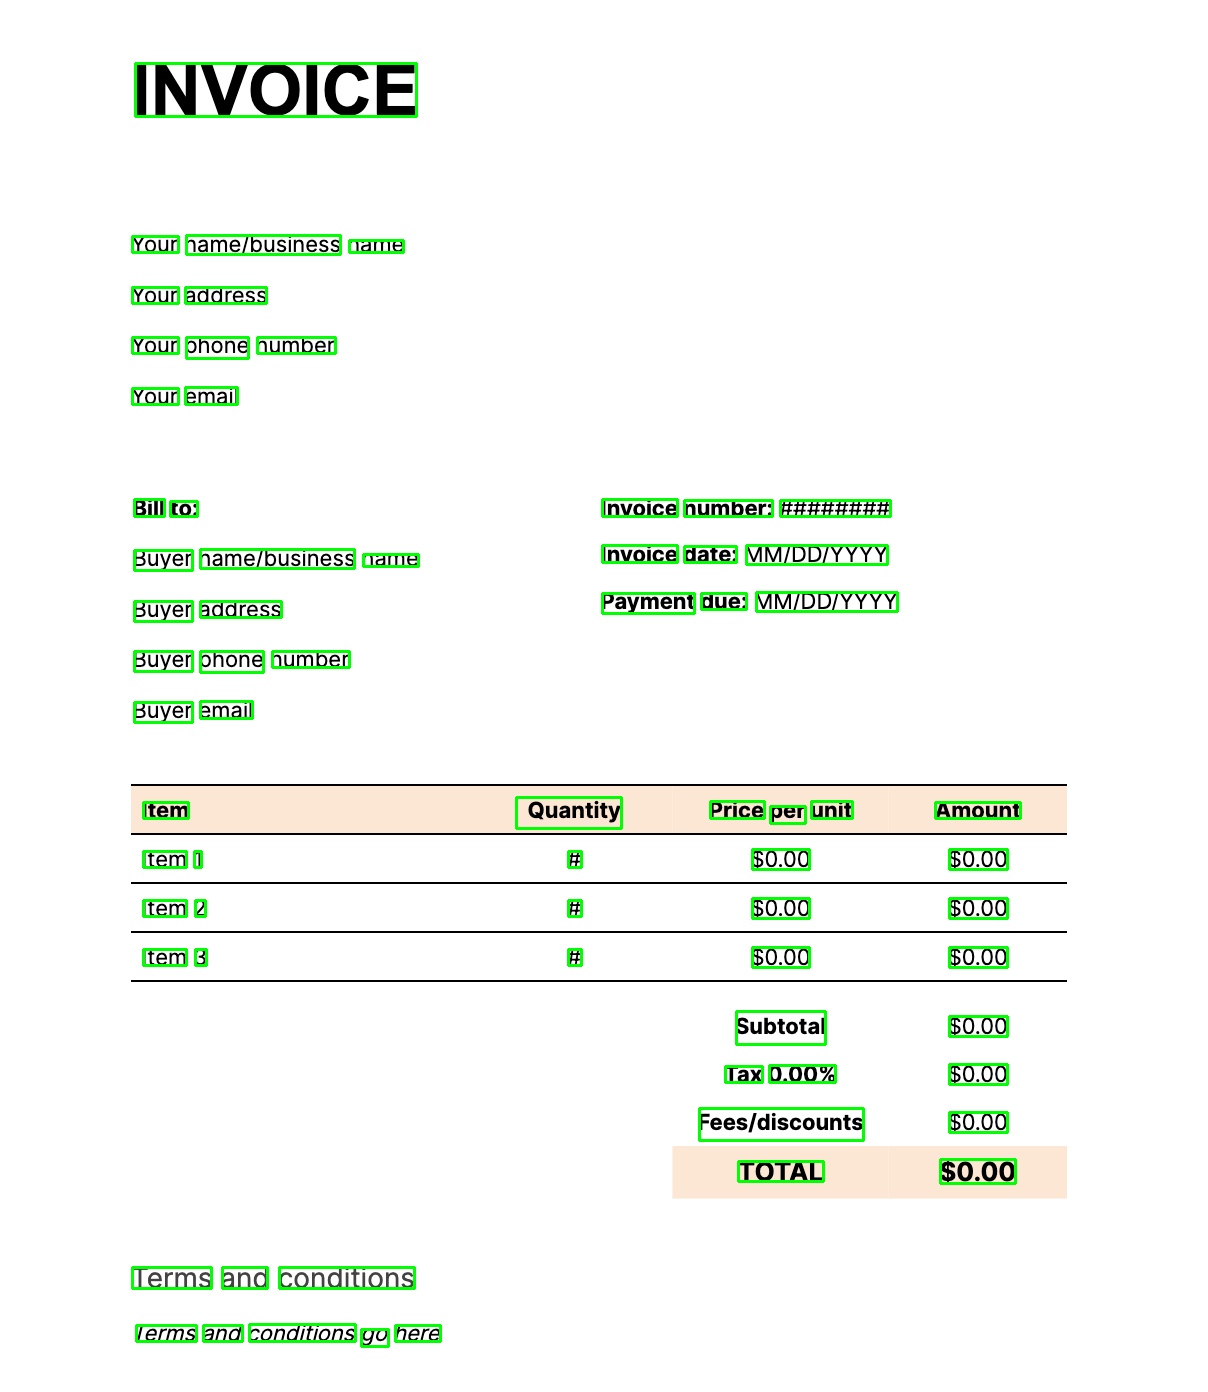 INVOICE
Your name/business name
Your address
Your phone number
Your email
Bill to:
Buyer name/business name
Buyer address
Buyer phone number
Buyer email
Invoice number: ########
Invoice date: MM/DD/YYYY
Payment due: MM/DD/YYYY
Item Quantity Price per unit Amount
Item 1 # $0.00 $0.00
Item 2 # $0.00 $0.00
Item 3 # $0.00 $0.00
Subtotal $0.00
Tax 0.00% $0.00
Fees/discounts $0.00
TOTAL $0.00
Terms and conditions
Terms and conditions go here